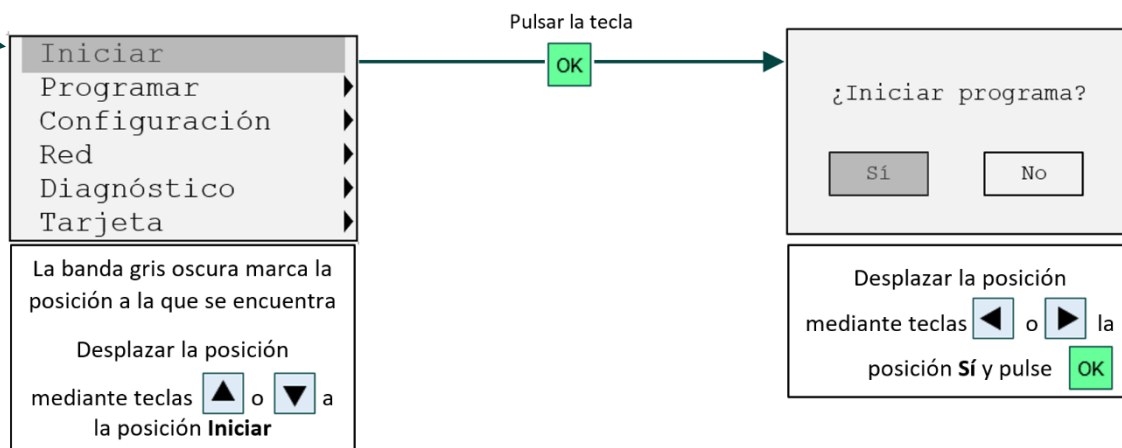 Pulsar la tecla
OK
Iniciar
Programar
Configuración
Red
Diagnóstico
Tarjeta
La banda gris oscura marca la
posición a la que se encuentra
Desplazar la posición
mediante teclas o a
la posición Iniciar
¿Iniciar programa?
Sí No
Desplazar la posición
mediante teclas o la
posición Sí y pulse OK